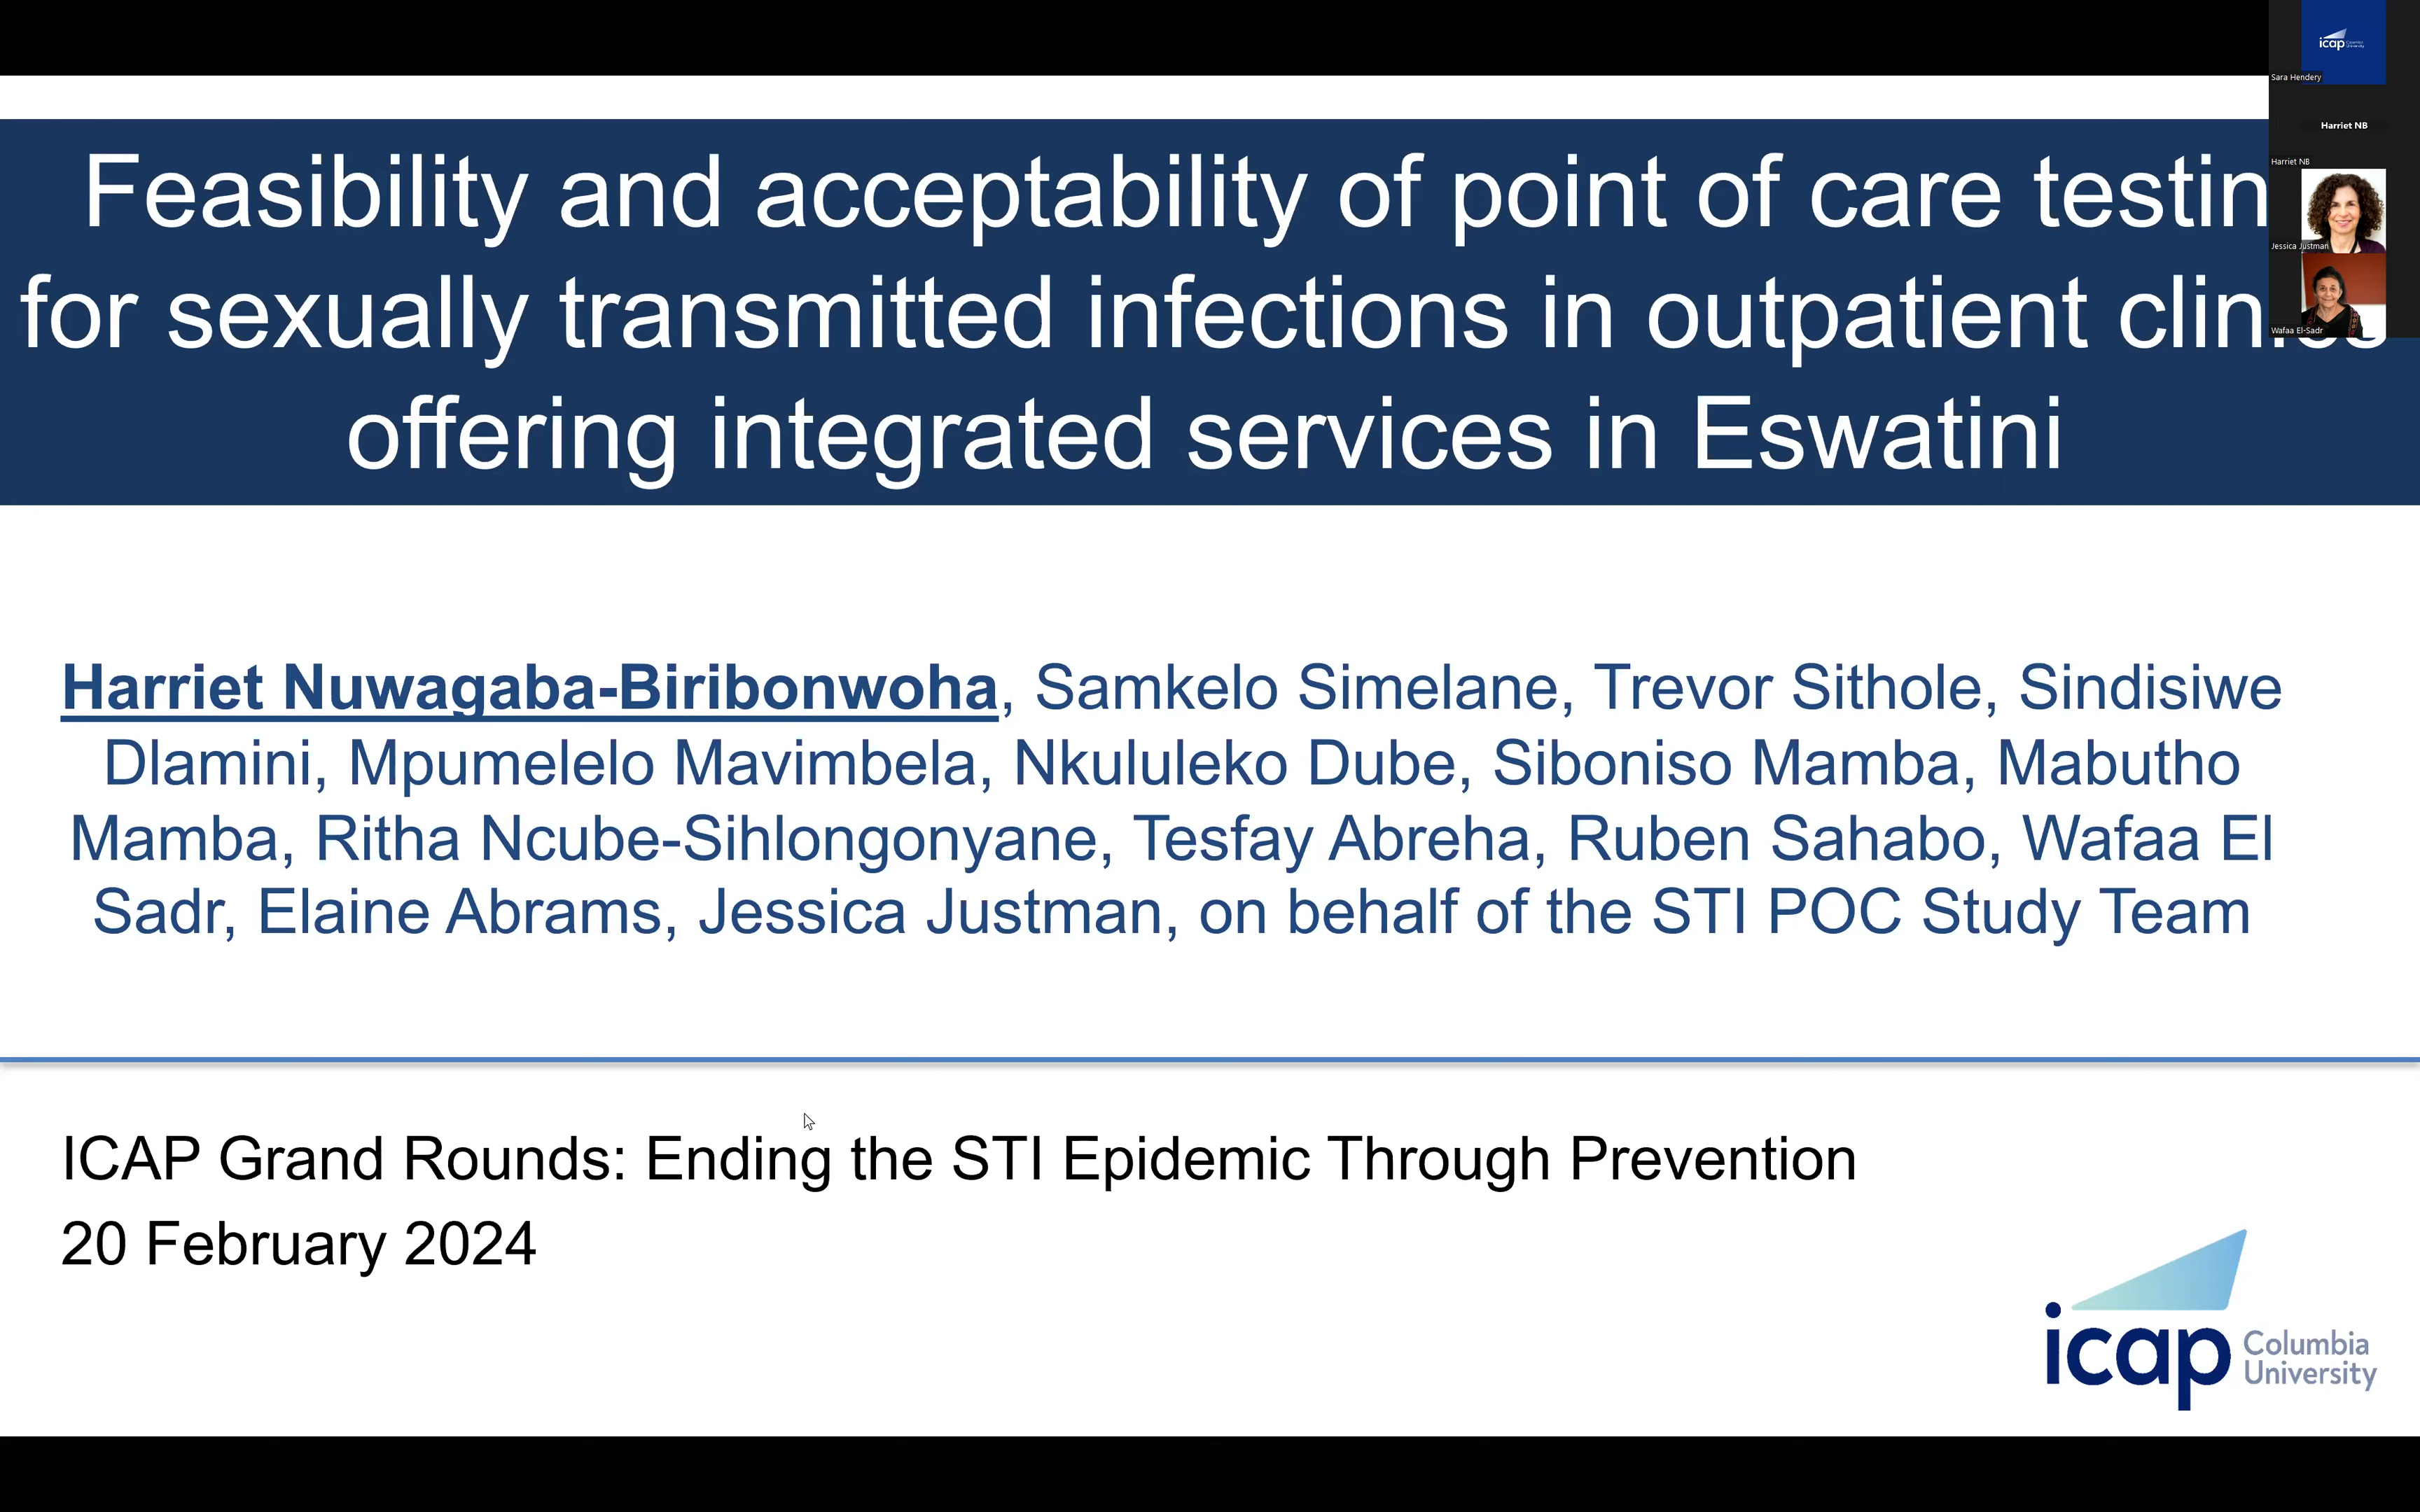 Feasibility and acceptability of point of care testin
for sexually transmitted infections in outpatient clinics
offering integrated services in Eswatini
Harriet Nuwagaba-Biribonwoha, Samkelo Simelane, Trevor Sithole, Sindisiwe
Dlamini, Mpumelelo Mavimbela, Nkululeko Dube, Siboniso Mamba, Mabutho
Mamba, Ritha Ncube-Sihlongonyane, Tesfay Abreha, Ruben Sahabo, Wafaa El
Sadr, Elaine Abrams, Jessica Justman, on behalf of the STI POC Study Team
ICAP Grand Rounds: Ending the STI Epidemic Through Prevention
20 February 2024
icap Columbia
University
icap Columbia University
Sara Hendery
Harriet NB
Harriet NB
Jessica Justman
Wafaa El-Sadr